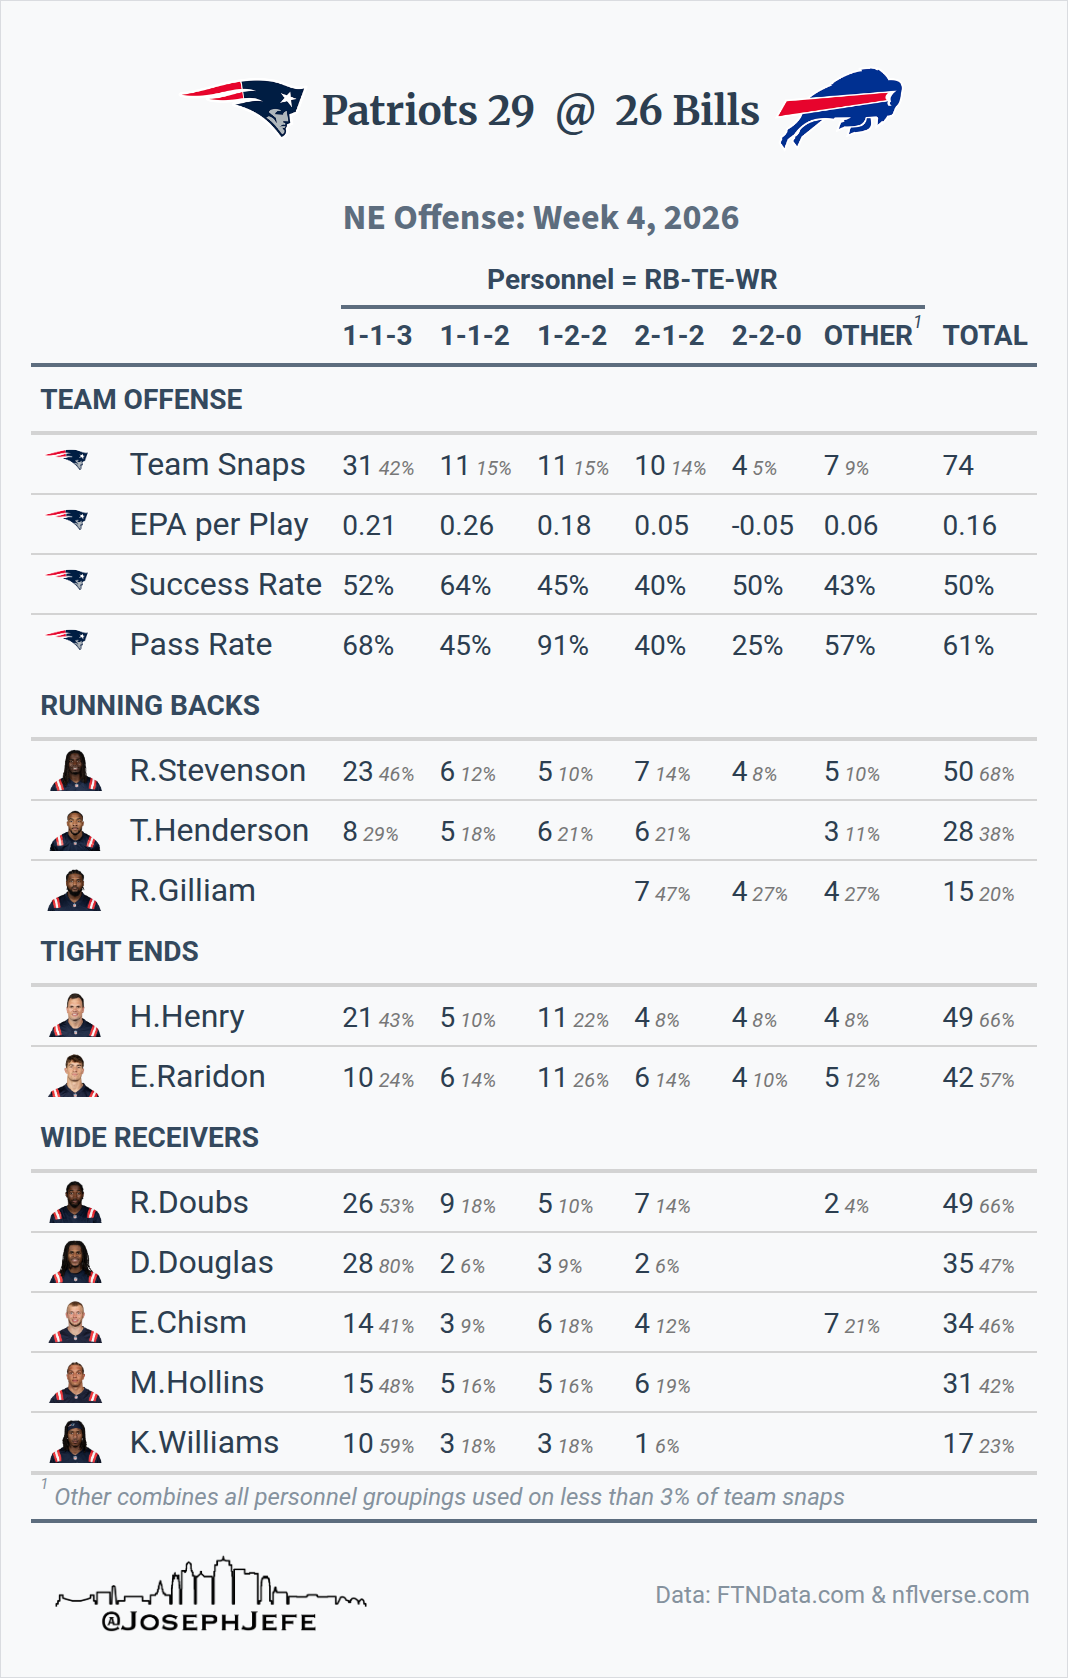 Patriots 29 @ 26 Bills
NE Offense: Week 4, 2026
Personnel = RB-TE-WR
1-1-3 1-1-2 1-2-2 2-1-2 2-2-0 OTHER1 TOTAL
TEAM OFFENSE
Team Snaps 31 42% 11 15% 11 15% 10 14% 4 5% 7 9% 74
EPA per Play 0.21 0.26 0.18 0.05 -0.05 0.06 0.16
Success Rate 52% 64% 45% 40% 50% 43% 50%
Pass Rate 68% 45% 91% 40% 25% 57% 61%
RUNNING BACKS
R.Stevenson 23 46% 6 12% 5 10% 7 14% 4 8% 5 10% 50 68%
T.Henderson 8 29% 5 18% 6 21% 6 21% 3 11% 28 38%
R.Gilliam 7 47% 4 27% 4 27% 15 20%
TIGHT ENDS
H.Henry 21 43% 5 10% 11 22% 4 8% 4 8% 4 8% 49 66%
E.Raridon 10 24% 6 14% 11 26% 6 14% 4 10% 5 12% 42 57%
WIDE RECEIVERS
R.Doubs 26 53% 9 18% 5 10% 7 14% 2 4% 49 66%
D.Douglas 28 80% 2 6% 3 9% 2 6% 35 47%
E.Chism 14 41% 3 9% 6 18% 4 12% 7 21% 34 46%
M.Hollins 15 48% 5 16% 5 16% 6 19% 31 42%
K.Williams 10 59% 3 18% 3 18% 1 6% 17 23%
1 Other combines all personnel groupings used on less than 3% of team snaps
@JOSEPHJEFE
Data: FTNData.com & nflverse.com